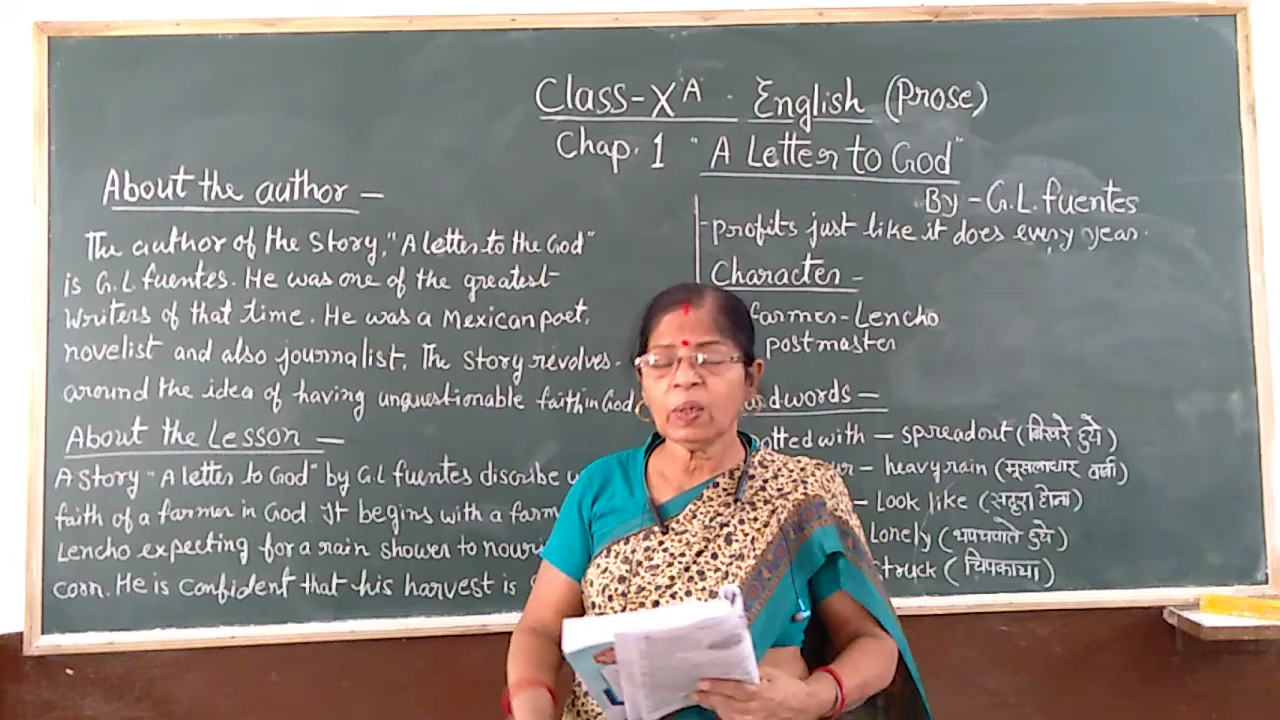 Class-X A . English (Prose)
Chap. 1 "A Letter to God"
By - G.L. fuentes
About the author -
The author of the Story, "A letter to the God"
is G.L. fuentes. He was one of the greatest
writers of that time. He was a Mexican poet,
novelist and also journalist. The Story revolves
around the idea of having unquestionable faith in God
About the Lesson -
A Story "A letter to God" by G.L fuentes discribe
faith of a farmer in God. It begins with a farm
Lencho expecting for a rain shower to nouri
corn. He is confident that his harvest is
- profits just like it does every year.
Character -
farmer - Lencho
postmaster
words -
otted with - spreadout (बिखरे हुये)
- heavy rain (मूसलाधार वर्षा)
- Look like (सदृश होना)
Lonely
struck (चिपकाया)